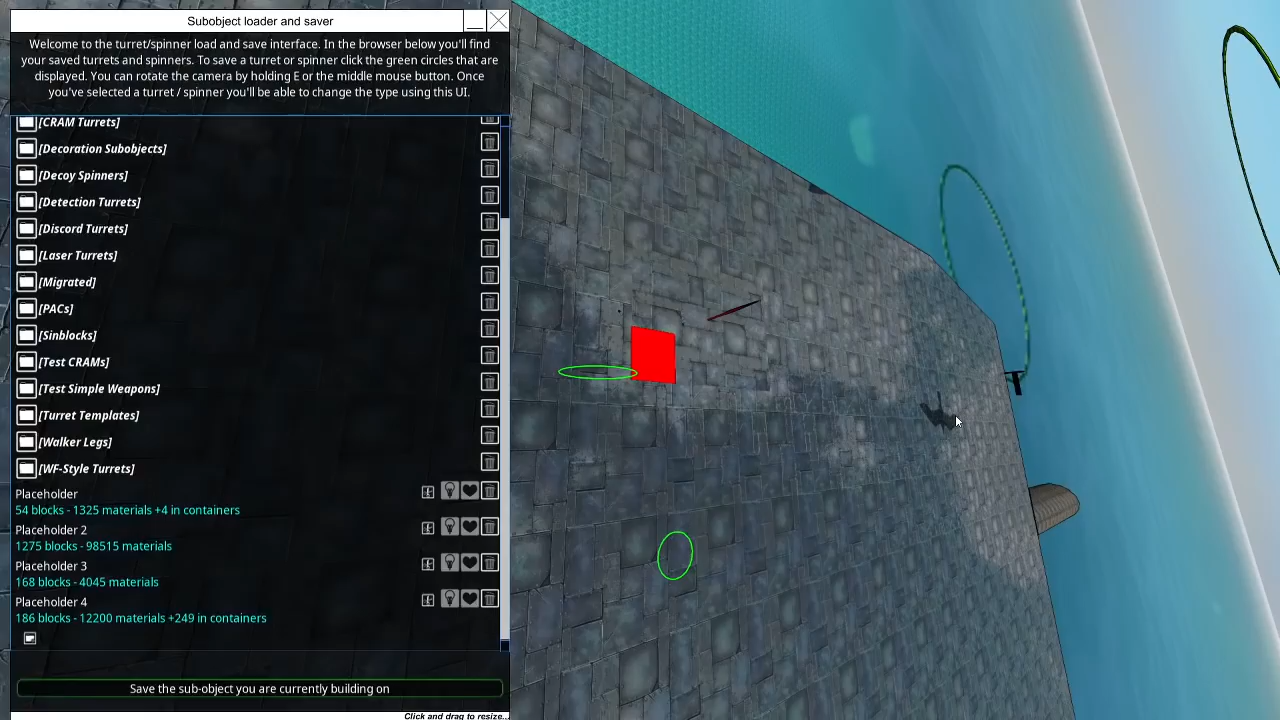 Subobject loader and saver
Welcome to the turret/spinner load and save interface. In the browser below you'll find
your saved turrets and spinners. To save a turret or spinner click the green circles that are
displayed. You can rotate the camera by holding E or the middle mouse button. Once
you've selected a turret / spinner you'll be able to change the type using this UI.
[CRAM Turrets]
[Decoration Subobjects]
[Decoy Spinners]
[Detection Turrets]
[Discord Turrets]
[Laser Turrets]
[Migrated]
[PACs]
[Sinblocks]
[Test CRAMs]
[Test Simple Weapons]
[Turret Templates]
[Walker Legs]
[WF-Style Turrets]
Placeholder
54 blocks - 1325 materials +4 in containers
Placeholder 2
1275 blocks - 98515 materials
Placeholder 3
168 blocks - 4045 materials
Placeholder 4
186 blocks - 12200 materials +249 in containers
Save the sub-object you are currently building on
Click and drag to resize...